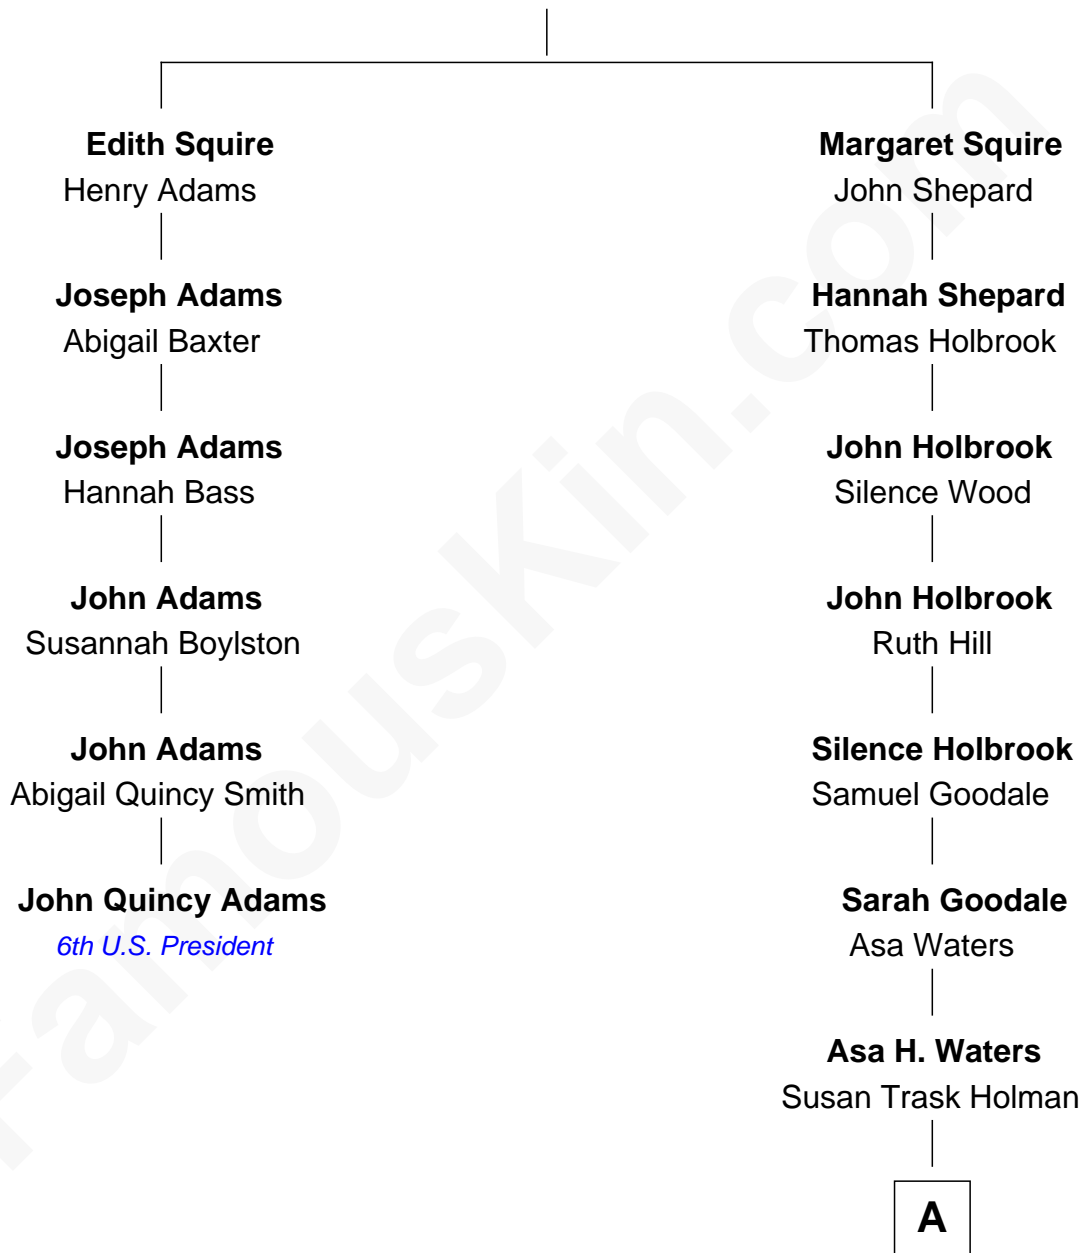 Edith Squire
Henry Adams
Joseph Adams
Abigail Baxter
Joseph Adams
Hannah Bass
John Adams
Susannah Boylston
John Adams
Abigail Quincy Smith
John Quincy Adams
6th U.S. President
Margaret Squire
John Shepard
Hannah Shepard
Thomas Holbrook
John Holbrook
Silence Wood
John Holbrook
Ruth Hill
Silence Holbrook
Samuel Goodale
Sarah Goodale
Asa Waters
Asa H. Waters
Susan Trask Holman
A
FamousKin.com